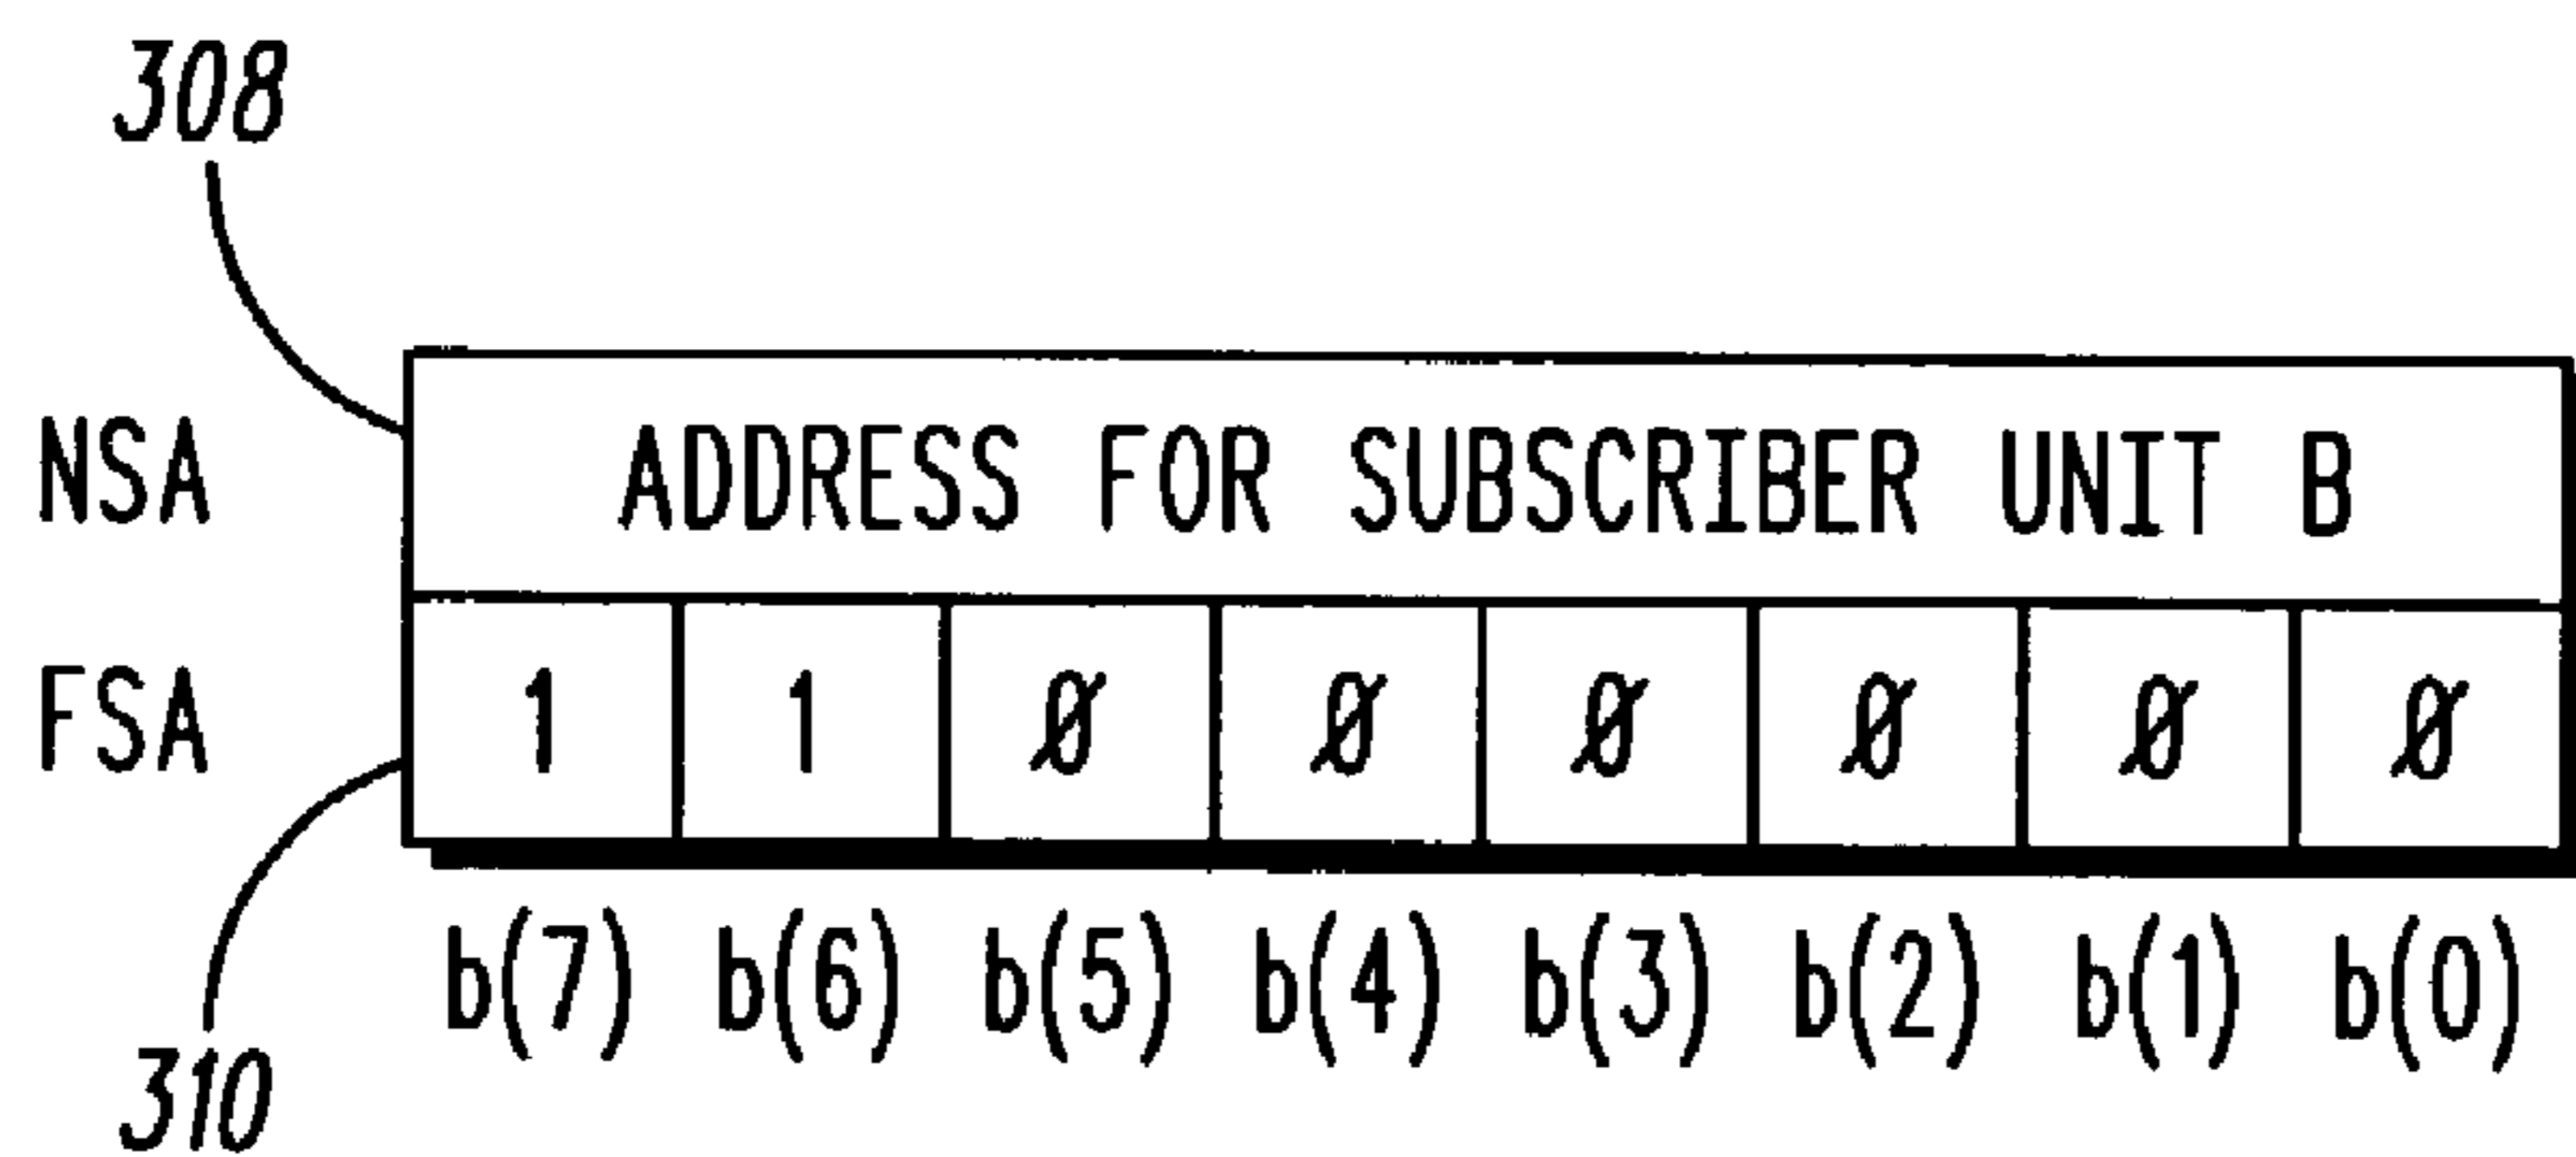 308
NSA ADDRESS FOR SUBSCRIBER UNIT B
FSA 1 1 Ø Ø Ø Ø Ø Ø
b(7) b(6) b(5) b(4) b(3) b(2) b(1) b(0)
310